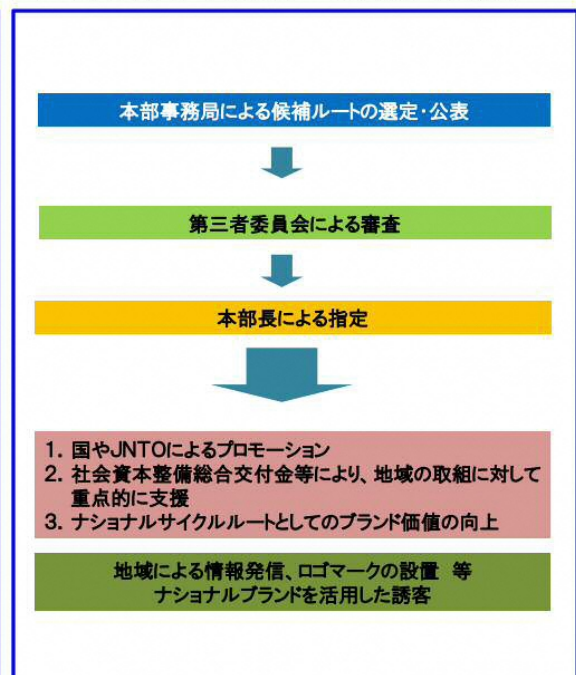 本部事務局による候補ルートの選定・公表
第三者委員会による審査
本部長による指定
1. 国やJNTOによるプロモーション
2. 社会資本整備総合交付金等により、地域の取組に対して
重点的に支援
3. ナショナルサイクルルートとしてのブランド価値の向上
地域による情報発信、ロゴマークの設置 等
ナショナルブランドを活用した誘客